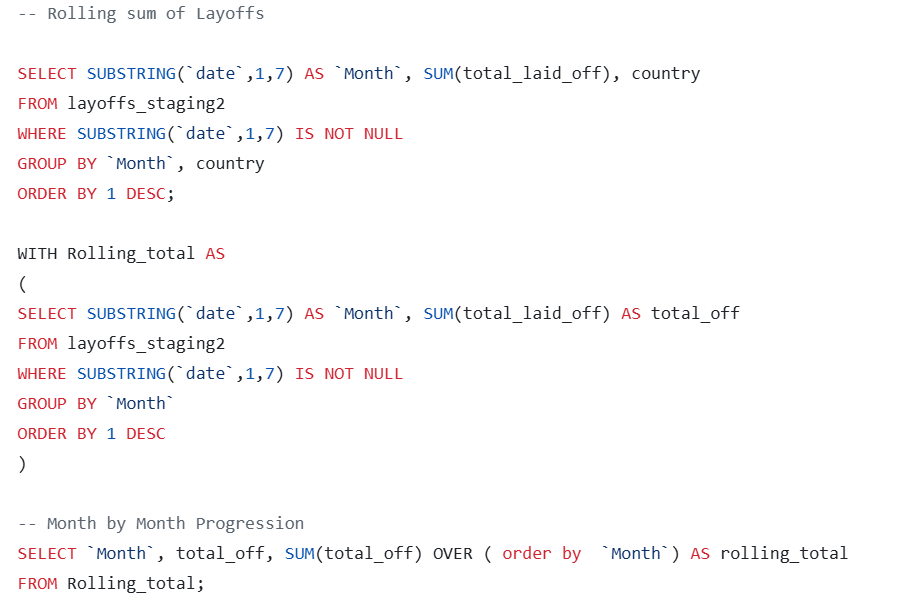 -- Rolling sum of Layoffs
SELECT SUBSTRING(`date`,1,7) AS `Month`, SUM(total_laid_off), country
FROM layoffs_staging2
WHERE SUBSTRING(`date`,1,7) IS NOT NULL
GROUP BY `Month`, country
ORDER BY 1 DESC;
WITH Rolling_total AS
(
SELECT SUBSTRING(`date`,1,7) AS `Month`, SUM(total_laid_off) AS total_off
FROM layoffs_staging2
WHERE SUBSTRING(`date`,1,7) IS NOT NULL
GROUP BY `Month`
ORDER BY 1 DESC
)
-- Month by Month Progression
SELECT `Month`, total_off, SUM(total_off) OVER ( order by  `Month`) AS rolling_total
FROM Rolling_total;